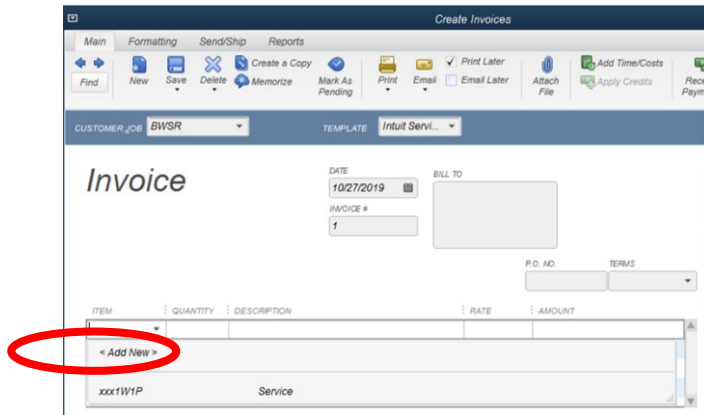 Create Invoices
Main Formatting Send/Ship Reports
Find New Save Delete Create a Copy Memorize Mark As Pending Print Email Print Later Email Later Attach File Add Time/Costs Apply Credits
CUSTOMER:JOB BWSR TEMPLATE Intuit Servi...
Invoice
DATE
10/27/2019
BILL TO
INVOICE #
1
P.O. NO. TERMS
ITEM QUANTITY DESCRIPTION RATE AMOUNT
< Add New >
xxx1W1P Service